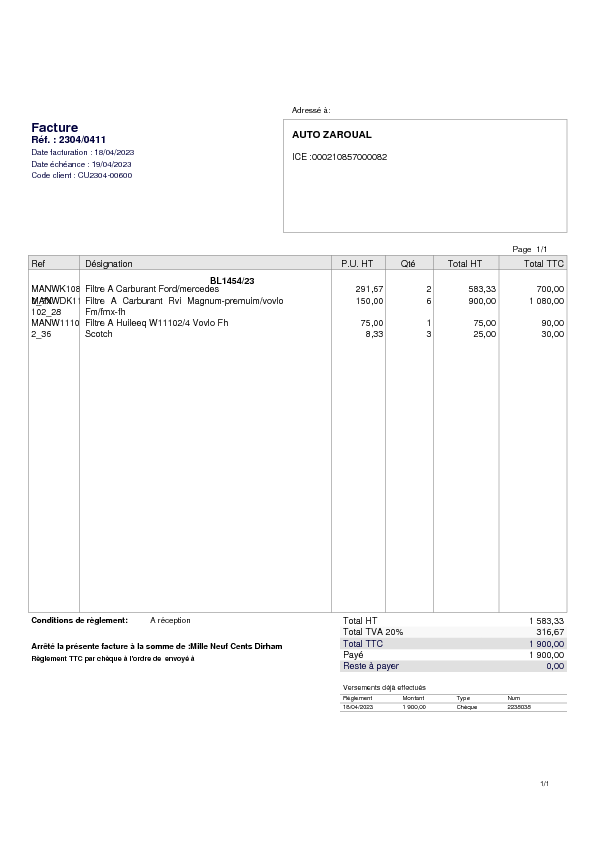 Adressé à:
Facture
Réf. : 2304/0411
Date facturation : 18/04/2023
Date échéance : 19/04/2023
Code client : CU2304-00600
AUTO ZAROUAL
ICE :000210857000082
Page 1/1
Ref Désignation P.U. HT Qté Total HT Total TTC
BL1454/23
MANWK108 Filtre A Carburant Ford/mercedes 291,67 2 583,33 700,00
MANWDK11 Filtre A Carburant Rvi Magnum-premuim/vovlo 150,00 6 900,00 1 080,00
102_28 Fm/fmx-fh
MANW1110 Filtre A Huileeq W11102/4 Vovlo Fh 75,00 1 75,00 90,00
2_36 Scotch 8,33 3 25,00 30,00
Conditions de règlement: A réception
Total HT 1 583,33
Total TVA 20% 316,67
Arrêté la présente facture à la somme de :Mille Neuf Cents Dirham
Total TTC 1 900,00
Règlement TTC par chèque à l'ordre de envoyé à
Payé 1 900,00
Reste à payer 0,00
Versements déjà effectués
Règlement Montant Type Num
18/04/2023 1 900,00 Chèque 2238038
1/1